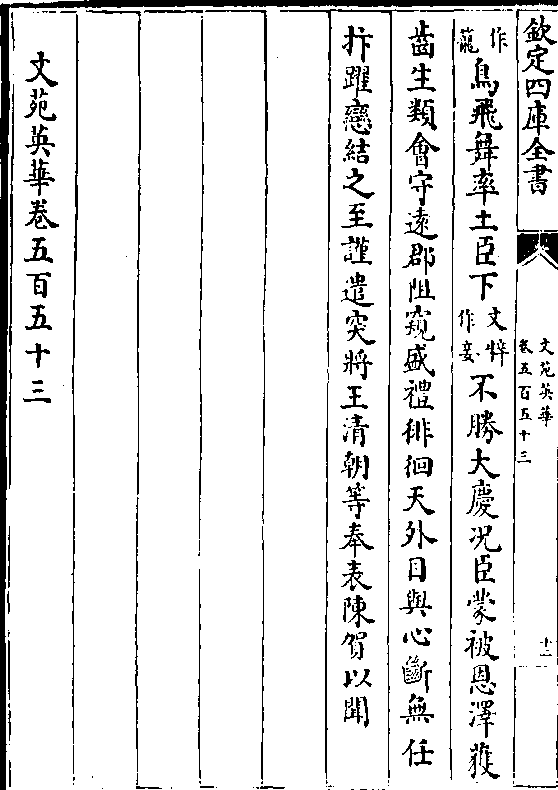 欽定四庫全書
文苑英華
卷五百五十三
十二
作籠鳥飛舞率土臣下文粹作妾不勝大慶况臣蒙被恩澤獲
齒生類會守遠郡阻窺盛禮徘徊天外目與心斷無任
抃躍戀結之至謹遣突將王清朝等奉表陳賀以聞
文苑英華卷五百五十三